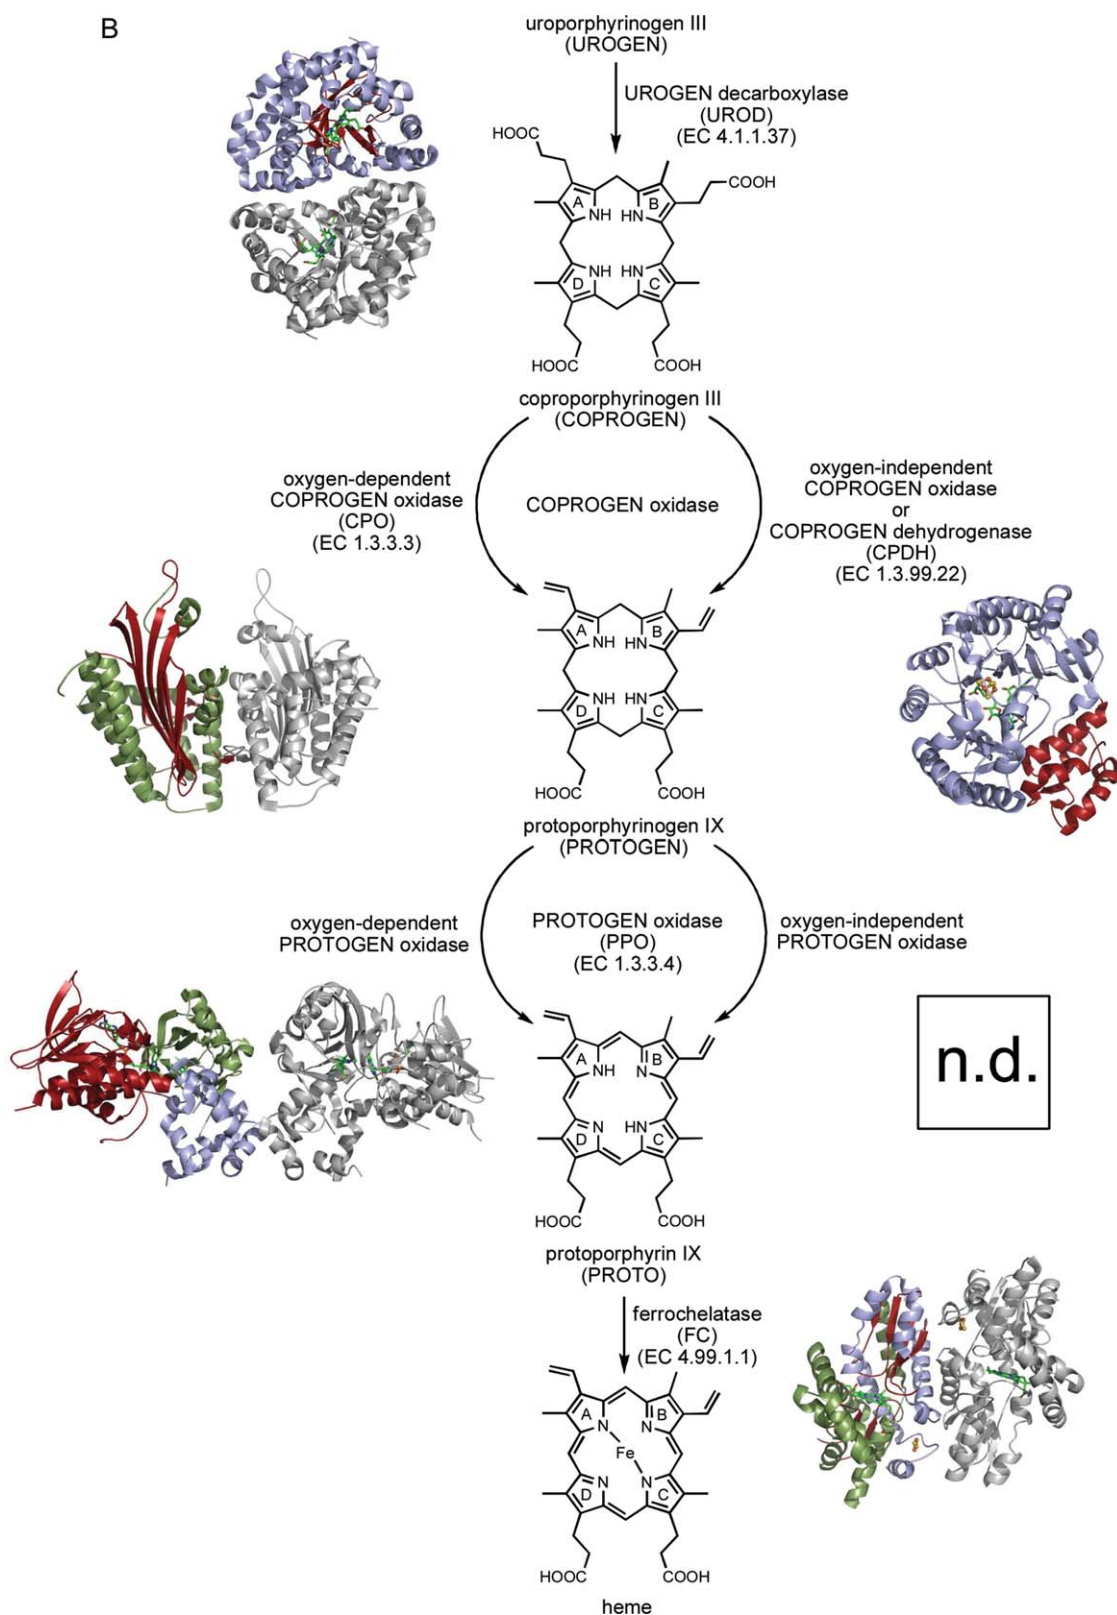 B
uroporphyrinogen III
(UROGEN)
UROGEN decarboxylase
(UROD)
(EC 4.1.1.37)
HOOC
COOH
A
B
NH
HN
NH
HN
D
C
HOOC
COOH
coproporphyrinogen III
(COPROGEN)
oxygen-dependent
COPROGEN oxidase
(CPO)
(EC 1.3.3.3)
COPROGEN oxidase
oxygen-independent
COPROGEN oxidase
or
COPROGEN dehydrogenase
(CPDH)
(EC 1.3.99.22)
A
B
NH
HN
NH
HN
D
C
HOOC
COOH
protoporphyrinogen IX
(PROTOGEN)
oxygen-dependent
PROTOGEN oxidase
PROTOGEN oxidase
(PPO)
(EC 1.3.3.4)
oxygen-independent
PROTOGEN oxidase
n.d.
A
B
NH
N
N
HN
D
C
HOOC
COOH
protoporphyrin IX
(PROTO)
ferrochelatase
(FC)
(EC 4.99.1.1)
A
B
N
N
Fe
N
N
D
C
HOOC
COOH
heme